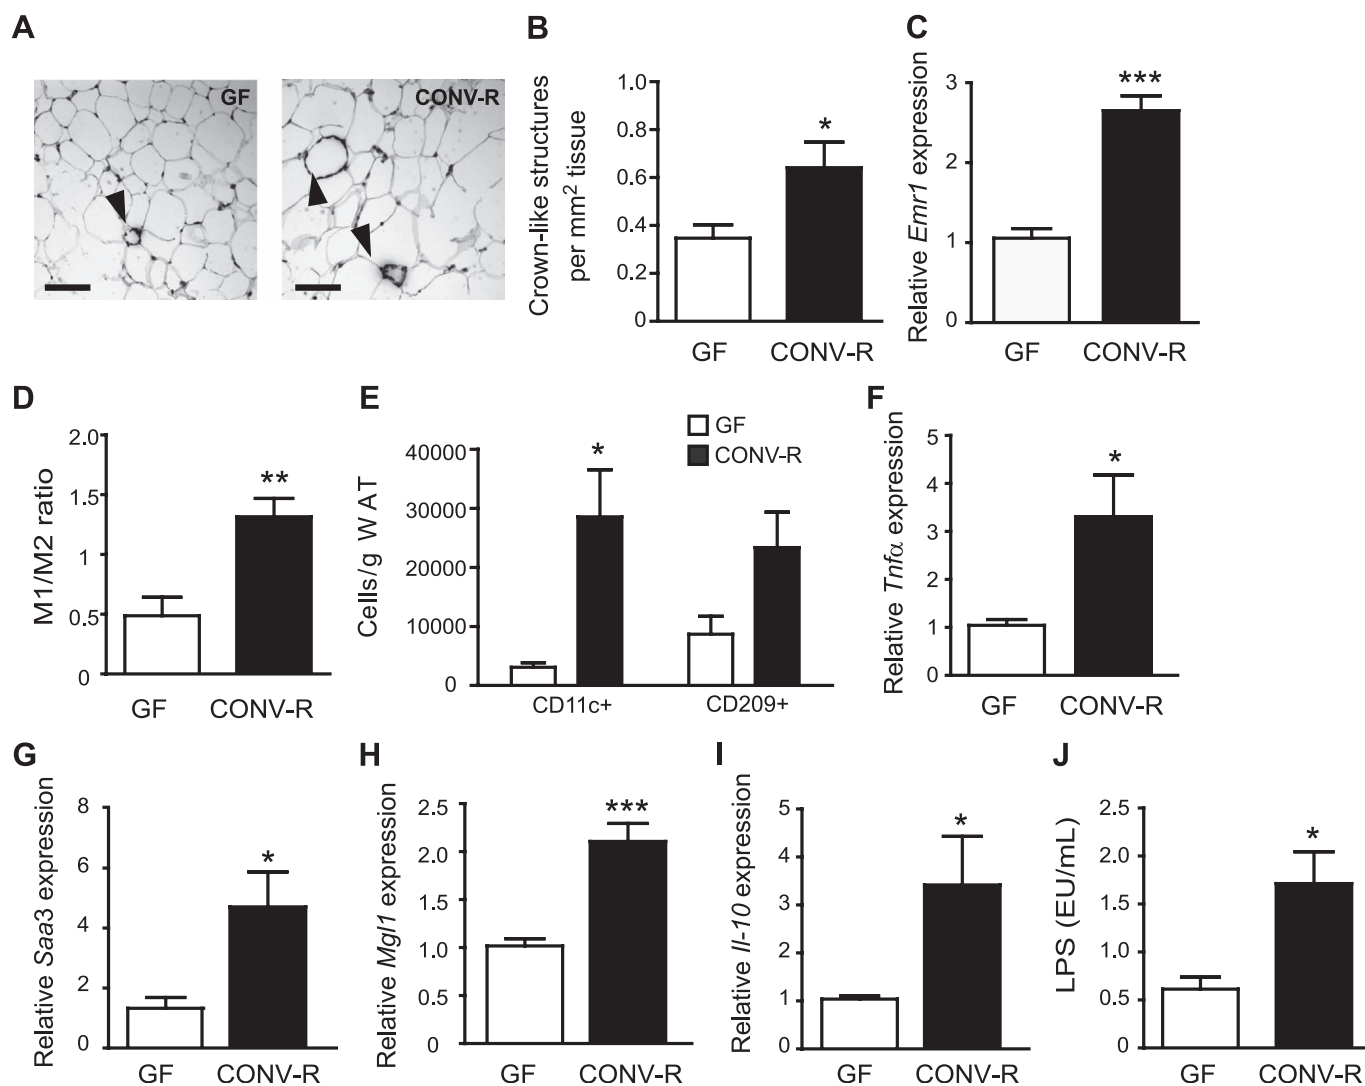 A
GF
CONV-R
B
Crown-like structures
per mm² tissue
1.0
0.8
0.6
0.4
0.2
0
*
GF
CONV-R
C
Relative Emr1 expression
3
2
1
0
***
GF
CONV-R
D
M1/M2 ratio
2.0
1.5
1
0.5
0
**
GF
CONV-R
E
Cells/g WAT
40000
30000
20000
10000
0
*
GF
CONV-R
CD11c+
CD209+
F
Relative Tnfα expression
5
4
3
2
1
0
*
GF
CONV-R
G
Relative Saa3 expression
8
6
4
2
0
*
GF
CONV-R
H
Relative Mgl1 expression
2.5
2.0
1.5
1.0
0.5
0
***
GF
CONV-R
I
Relative Il-10 expression
5
4
3
2
1
0
*
GF
CONV-R
J
LPS (EU/mL)
2.5
2.0
1.5
1.0
0.5
0
*
GF
CONV-R